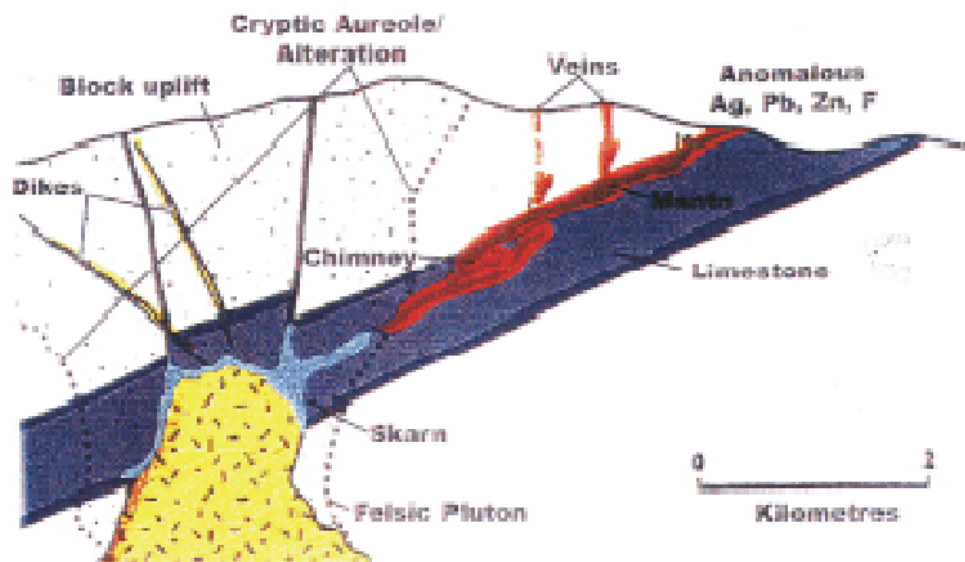 Cryptic Aureole/
Alteration
Block uplift
Veins
Anomalous
Ag, Pb, Zn, F
Dikes
Manto
Chimney
Limestone
Skarn
Felsic Pluton
0 2
Kilometres